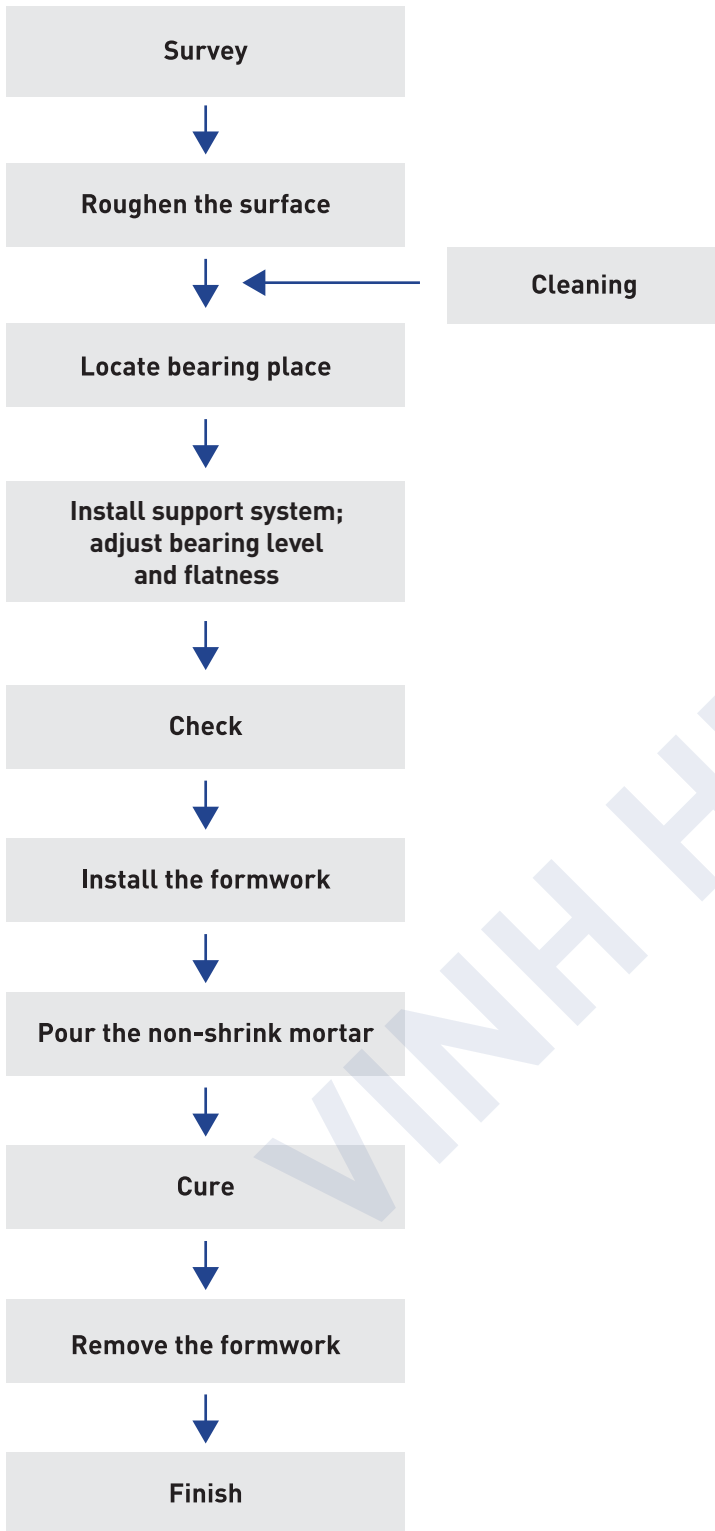 Survey
Roughen the surface
Cleaning
Locate bearing place
Install support system;
adjust bearing level
and flatness
Check
Install the formwork
Pour the non-shrink mortar
Cure
Remove the formwork
Finish
VINH